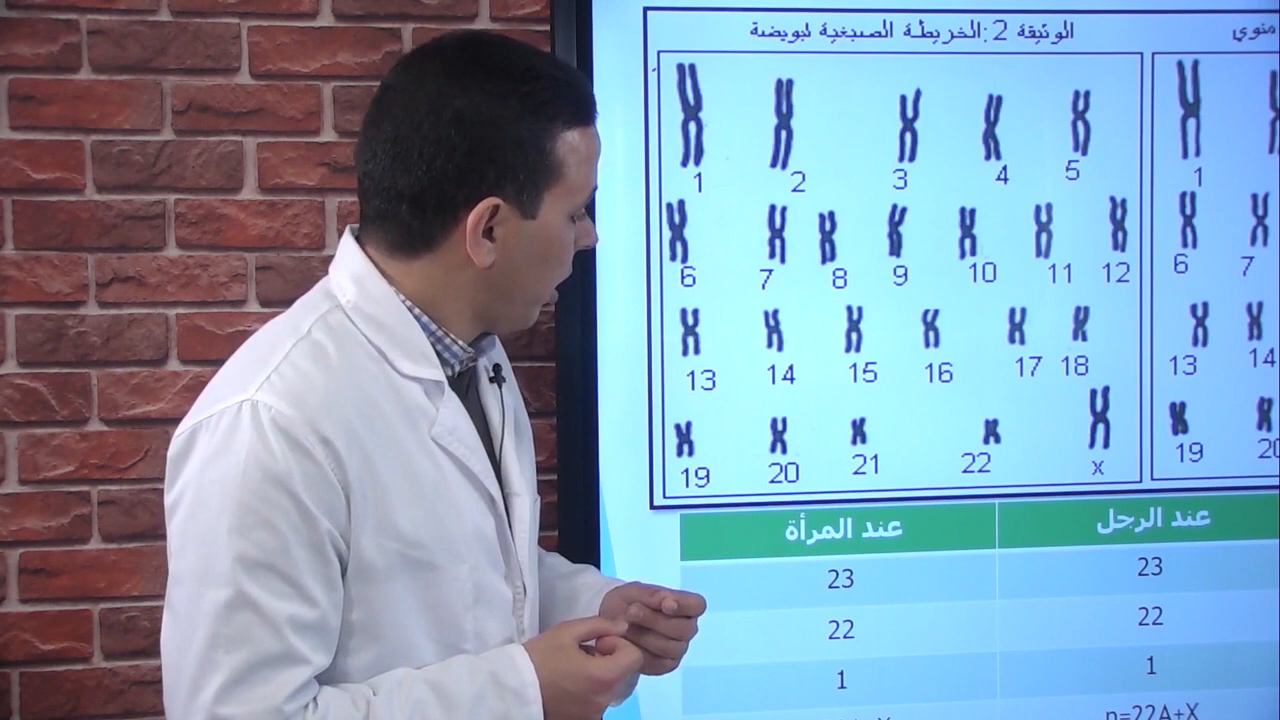 الوثيقة 2:الخريطة الصبغية لبويضة
منوي
1 2 3 4 5
6 7 8 9 10 11 12
13 14 15 16 17 18
19 20 21 22 x
1
6 7
13 14
19 20
عند الرجل عند المرأة
23 23
22 22
1 1
n=22A+X